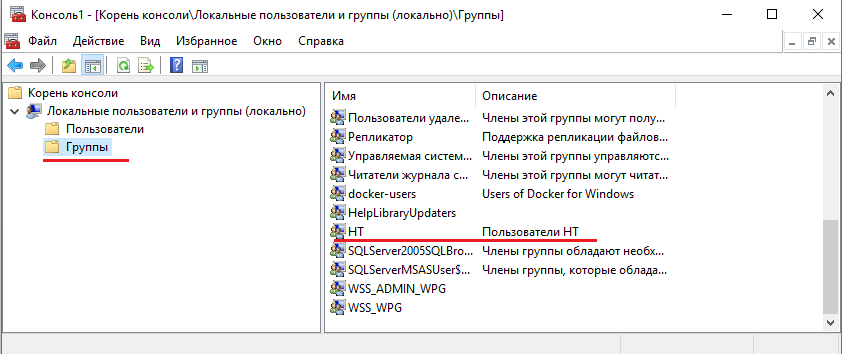 Консоль1 - [Корень консоли\Локальные пользователи и группы (локально)\Группы]
Файл Действие Вид Избранное Окно Справка
Корень консоли
Локальные пользователи и группы (локально)
Пользователи
Группы
Имя Описание
Пользователи удале... Члены этой группы могут полу...
Репликатор Поддержка репликации файлов...
Управляемая систем... Члены этой группы управляютс...
Читатели журнала с... Члены этой группы могут читат...
docker-users Users of Docker for Windows
HelpLibraryUpdaters
HT Пользователи HT
SQLServer2005SQLBro... Члены группы обладают необх...
SQLServerMSASUser$... Члены группы, которые облада...
WSS_ADMIN_WPG
WSS_WPG